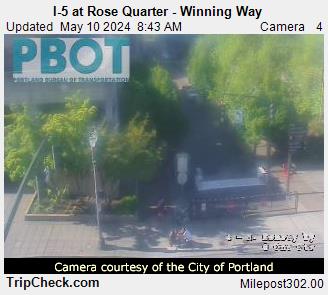 I-5 at Rose Quarter - Winning Way
Updated May 10 2024 8:43 AM Camera 4
PBOT
PORTLAND BUREAU OF TRANSPORTATION
Camera courtesy of the City of Portland
TripCheck.com Milepost302.00